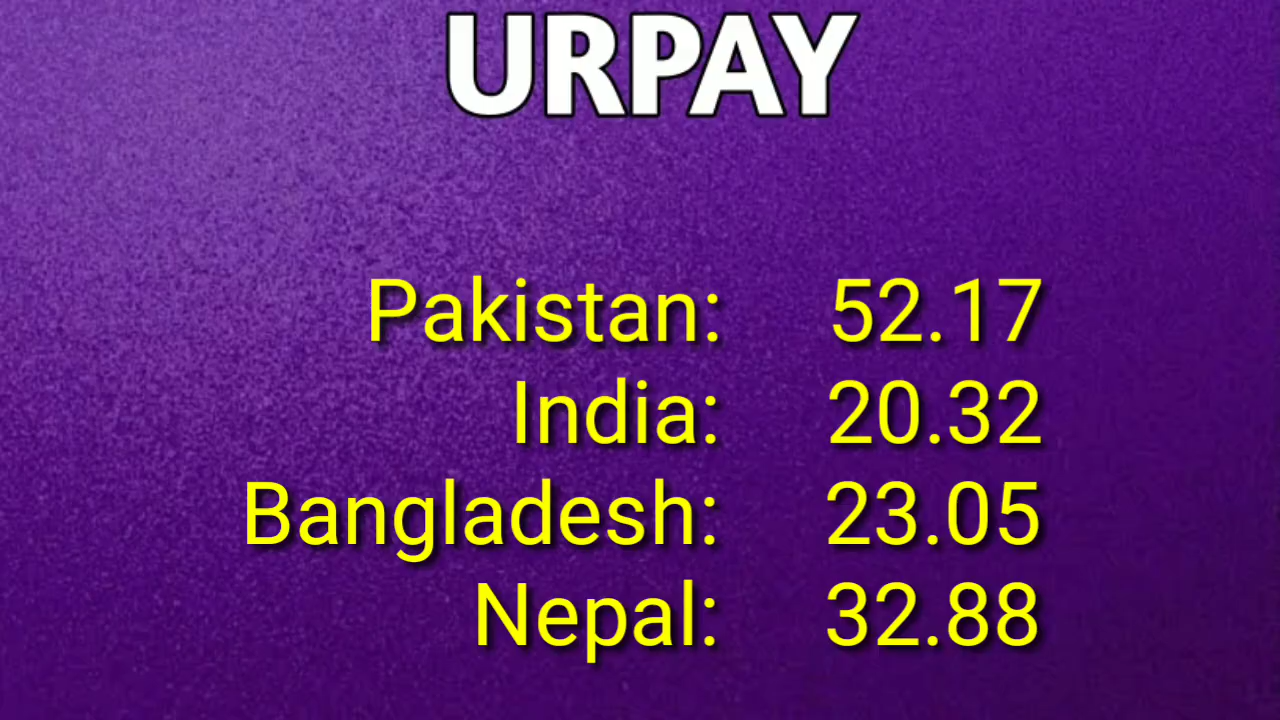 URPAY
Pakistan: 52.17
India: 20.32
Bangladesh: 23.05
Nepal: 32.88